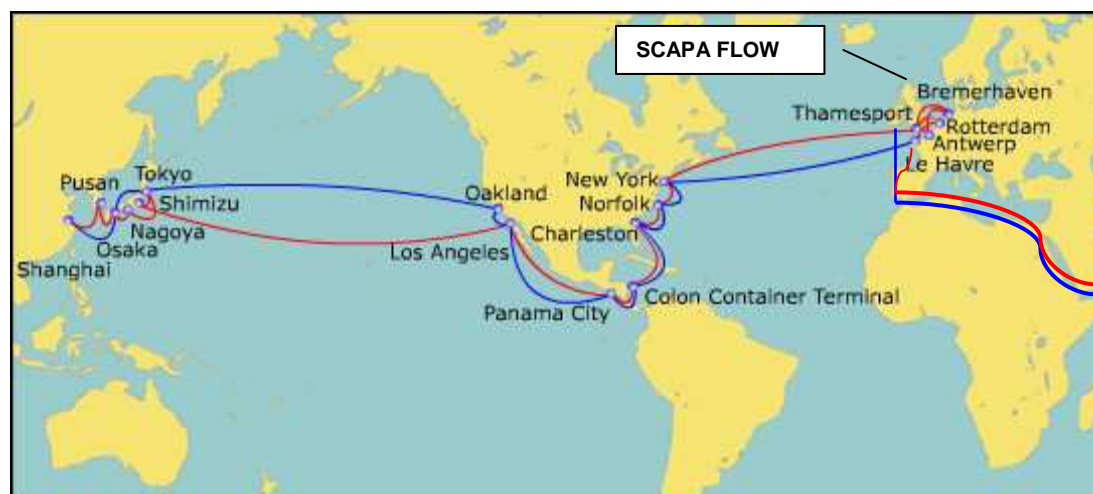 SCAPA FLOW
Bremerhaven
Thamesport
Rotterdam
Antwerp
Le Havre
Pusan
Tokyo
Shimizu
Nagoya
Osaka
Shanghai
Oakland
Los Angeles
New York
Norfolk
Charleston
Colon Container Terminal
Panama City